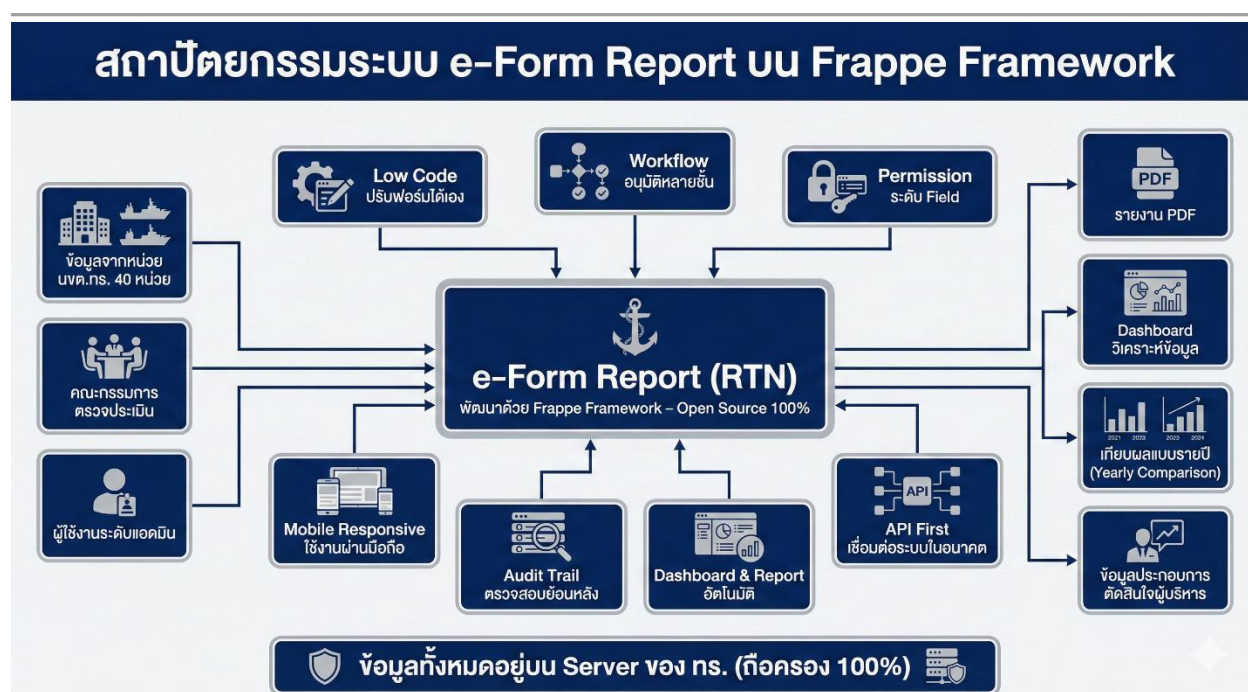 สถาปัตยกรรมระบบ e-Form Report บน Frappe Framework
Low Code
ปรับฟอร์มได้เอง
Workflow
อนุมัติหลายชั้น
Permission
ระดับ Field
PDF
รายงาน PDF
ข้อมูลจากหน่วย
นขต.ทร. 40 หน่วย
คณะกรรมการ
ตรวจประเมิน
ผู้ใช้งานระดับแอดมิน
e-Form Report (RTN)
พัฒนาด้วย Frappe Framework – Open Source 100%
Dashboard
วิเคราะห์ข้อมูล
2021 2022 2023 2024
เทียบผลแบบรายปี
(Yearly Comparison)
Mobile Responsive
ใช้งานผ่านมือถือ
Audit Trail
ตรวจสอบย้อนหลัง
Dashboard & Report
อัตโนมัติ
API
API First
เชื่อมต่อระบบในอนาคต
ข้อมูลประกอบการ
ตัดสินใจผู้บริหาร
ข้อมูลทั้งหมดอยู่บน Server ของ ทร. (ถือครอง 100%)